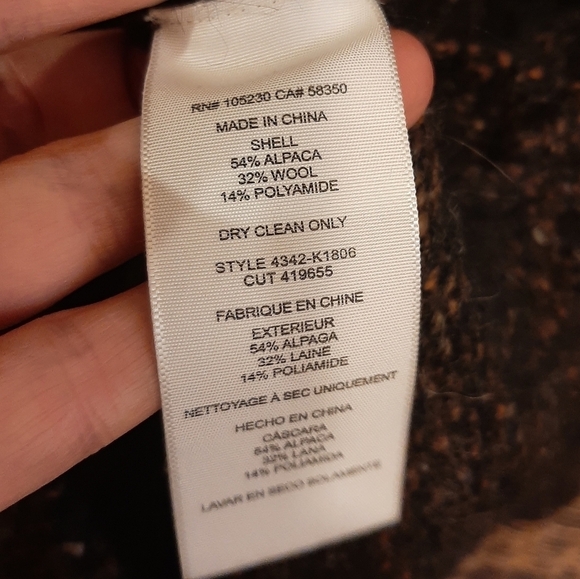 RN# 105230 CA# 58350
MADE IN CHINA
SHELL
54% ALPACA
32% WOOL
14% POLYAMIDE
DRY CLEAN ONLY
STYLE 4342-K1806
CUT 419655
FABRIQUE EN CHINE
EXTERIEUR
54% ALPAGA
32% LAINE
14% POLIAMIDE
NETTOYAGE À SEC UNIQUEMENT
HECHO EN CHINA
CÁSCARA
54% ALPACA
32% LANA
14% POLIAMIDA
LAVAR EN SECO SOLAMENTE